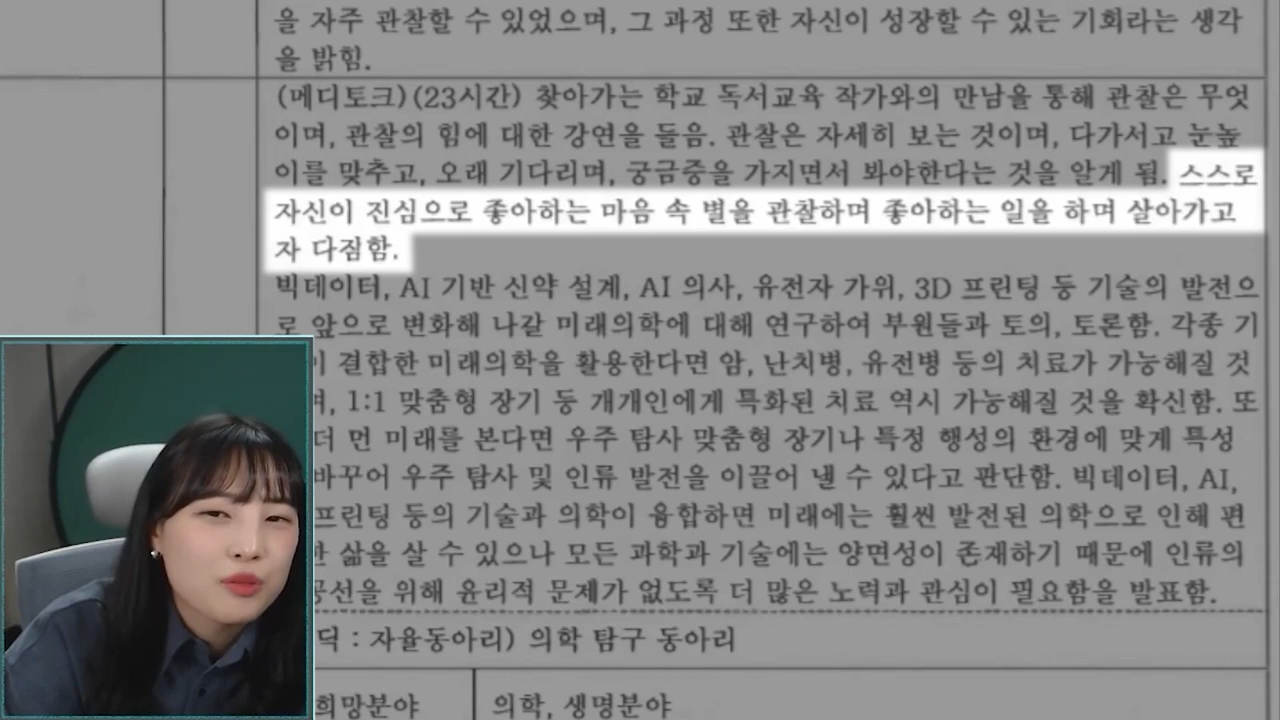 을 자주 관찰할 수 있었으며, 그 과정 또한 자신이 성장할 수 있는 기회라는 생각
을 밝힘.
(메디토크)(23시간) 찾아가는 학교 독서교육 작가와의 만남을 통해 관찰은 무엇
이며, 관찰의 힘에 대한 강연을 들음. 관찰은 자세히 보는 것이며, 다가서고 눈높
이를 맞추고, 오래 기다리며, 궁금증을 가지면서 봐야한다는 것을 알게 됨. 스스로
자신이 진심으로 좋아하는 마음 속 별을 관찰하며 좋아하는 일을 하며 살아가고
자 다짐함.
빅데이터, AI 기반 신약 설계, AI 의사, 유전자 가위, 3D 프린팅 등 기술의 발전으
로 앞으로 변화해 나갈 미래의학에 대해 연구하여 부원들과 토의, 토론함. 각종 기
이 결합한 미래의학을 활용한다면 암, 난치병, 유전병 등의 치료가 가능해질 것
며, 1:1 맞춤형 장기 등 개개인에게 특화된 치료 역시 가능해질 것을 확신함. 또
더 먼 미래를 본다면 우주 탐사 맞춤형 장기나 특정 행성의 환경에 맞게 특성
바꾸어 우주 탐사 및 인류 발전을 이끌어 낼 수 있다고 판단함. 빅데이터, AI,
프린팅 등의 기술과 의학이 융합하면 미래에는 훨씬 발전된 의학으로 인해 편
한 삶을 살 수 있으나 모든 과학과 기술에는 양면성이 존재하기 때문에 인류의
공선을 위해 윤리적 문제가 없도록 더 많은 노력과 관심이 필요함을 발표함.
딕 : 자율동아리) 의학 탐구 동아리
희망분야 의학, 생명분야